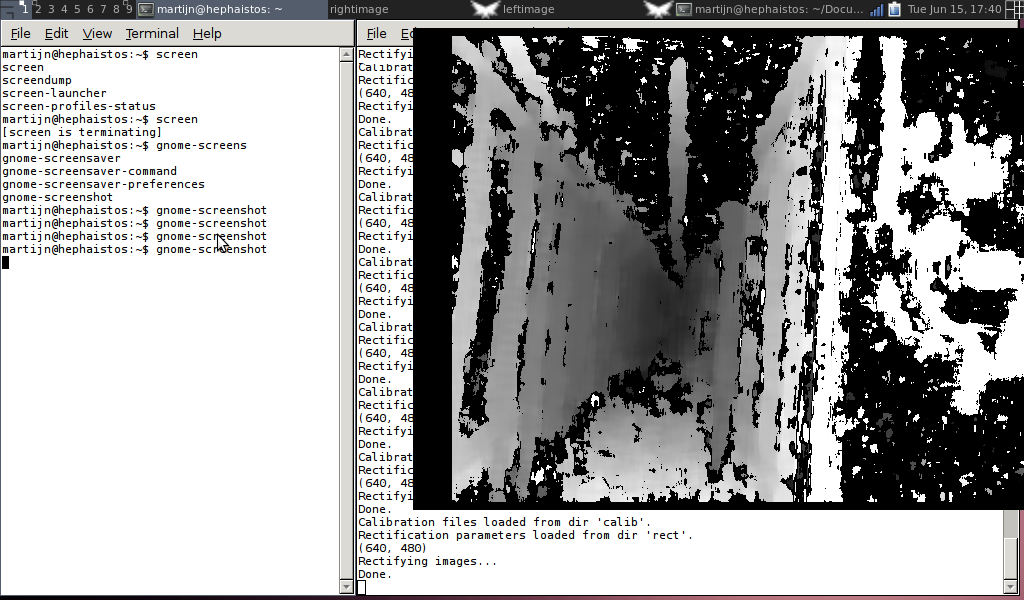 1 2 3 4 5 6 7 8 9 martijn@hephaistos: ~ rightimage leftimage martijn@hephaistos: ~/Docu... Tue Jun 15, 17:40
File Edit View Terminal Help
martijn@hephaistos:~$ screen
screen
screendump
screen-launcher
screen-profiles-status
martijn@hephaistos:~$ screen
[screen is terminating]
martijn@hephaistos:~$ gnome-screens
gnome-screensaver
gnome-screensaver-command
gnome-screensaver-preferences
gnome-screenshot
martijn@hephaistos:~$ gnome-screenshot
martijn@hephaistos:~$ gnome-screenshot
martijn@hephaistos:~$ gnome-screenshot
martijn@hephaistos:~$ gnome-screenshot
File Ed
Rectifyi
Calibrat
Rectific
(640, 48
Rectifyi
Done.
Calibrat
Rectific
(640, 48
Rectifyi
Done.
Calibrat
Rectific
(640, 48
Rectifyi
Done.
Calibrat
Rectific
(640, 48
Rectifyi
Done.
Calibrat
Rectific
(640, 48
Rectifyi
Done.
Calibrat
Rectific
(640, 48
Rectifyi
Done.
Calibrat
Rectific
(640, 48
Rectifyi
Done.
Calibration files loaded from dir 'calib'.
Rectification parameters loaded from dir 'rect'.
(640, 480)
Rectifying images...
Done.